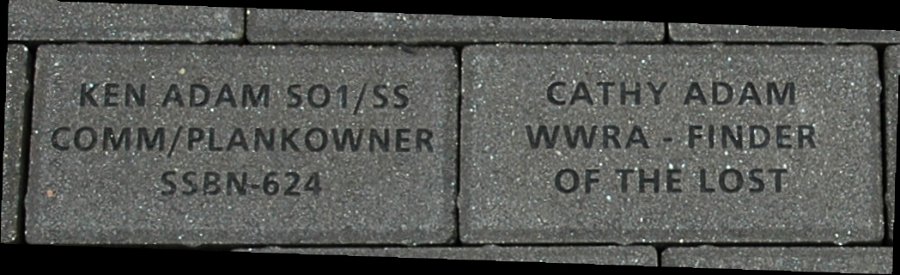 KEN ADAM SO1/SS
COMM/PLANKOWNER
SSBN-624
CATHY ADAM
WWRA - FINDER
OF THE LOST